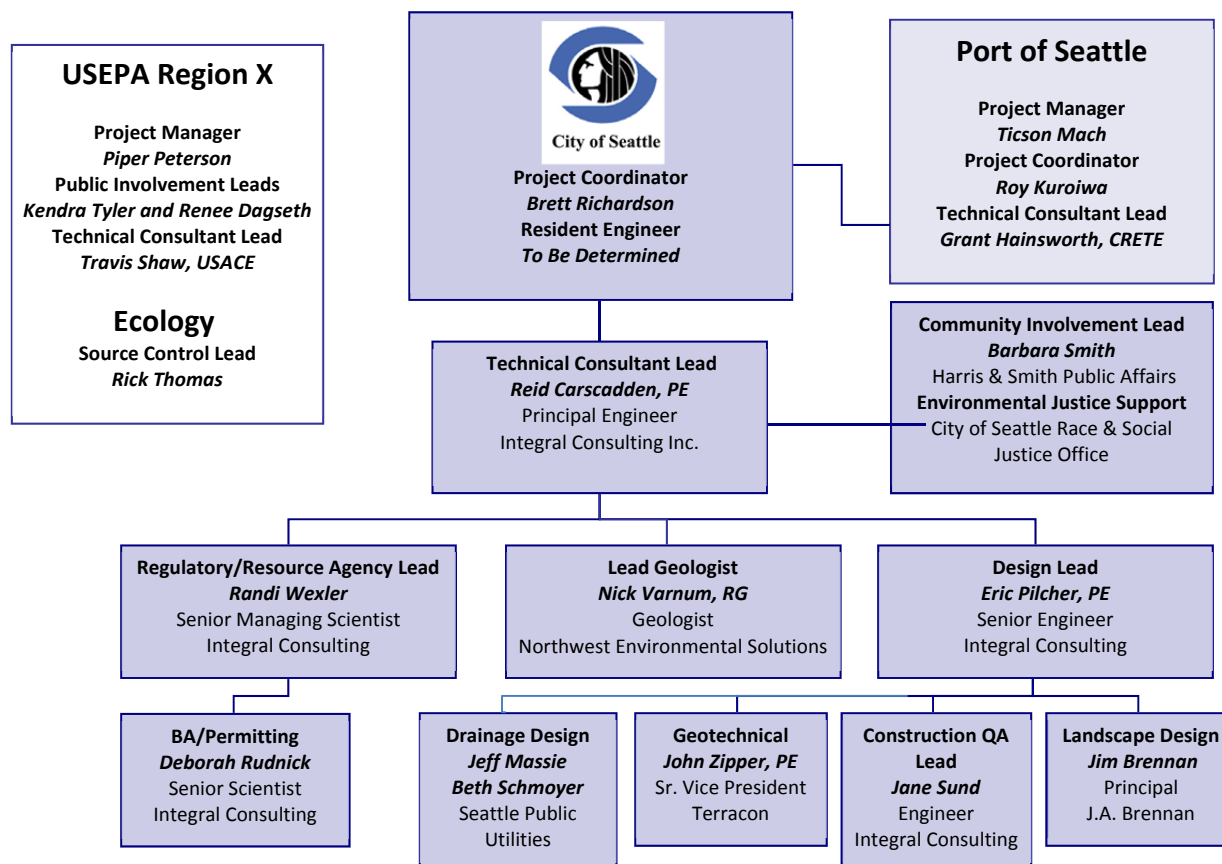 USEPA Region X
Project Manager
Piper Peterson
Public Involvement Leads
Kendra Tyler and Renee Dagseth
Technical Consultant Lead
Travis Shaw, USACE
Ecology
Source Control Lead
Rick Thomas
City of Seattle
Project Coordinator
Brett Richardson
Resident Engineer
To Be Determined
Port of Seattle
Project Manager
Ticson Mach
Project Coordinator
Roy Kuroiwa
Technical Consultant Lead
Grant Hainsworth, CRETE
Technical Consultant Lead
Reid Carscadden, PE
Principal Engineer
Integral Consulting Inc.
Community Involvement Lead
Barbara Smith
Harris & Smith Public Affairs
Environmental Justice Support
City of Seattle Race & Social
Justice Office
Regulatory/Resource Agency Lead
Randi Wexler
Senior Managing Scientist
Integral Consulting
Lead Geologist
Nick Varnum, RG
Geologist
Northwest Environmental Solutions
Design Lead
Eric Pilcher, PE
Senior Engineer
Integral Consulting
BA/Permitting
Deborah Rudnick
Senior Scientist
Integral Consulting
Drainage Design
Jeff Massie
Beth Schmoyer
Seattle Public
Utilities
Geotechnical
John Zipper, PE
Sr. Vice President
Terracon
Construction QA
Lead
Jane Sund
Engineer
Integral Consulting
Landscape Design
Jim Brennan
Principal
J.A. Brennan